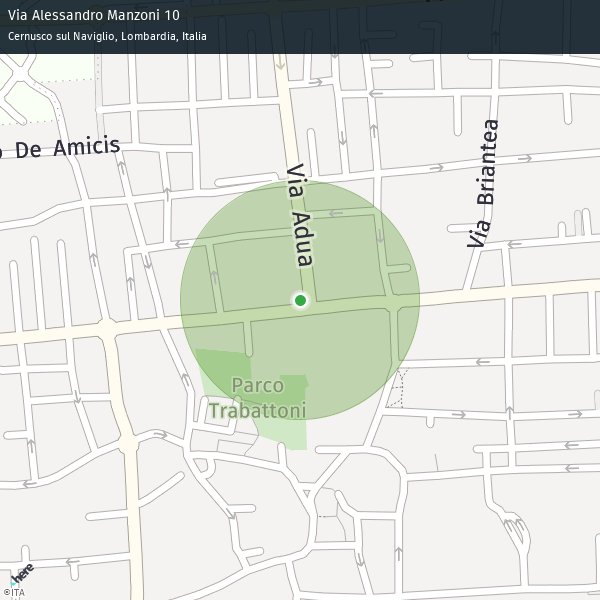 Via Alessandro Manzoni 10
Cernusco sul Naviglio, Lombardia, Italia
De Amicis
Via Adua
Via Briantea
Parco
Trabattoni
here
©ITA